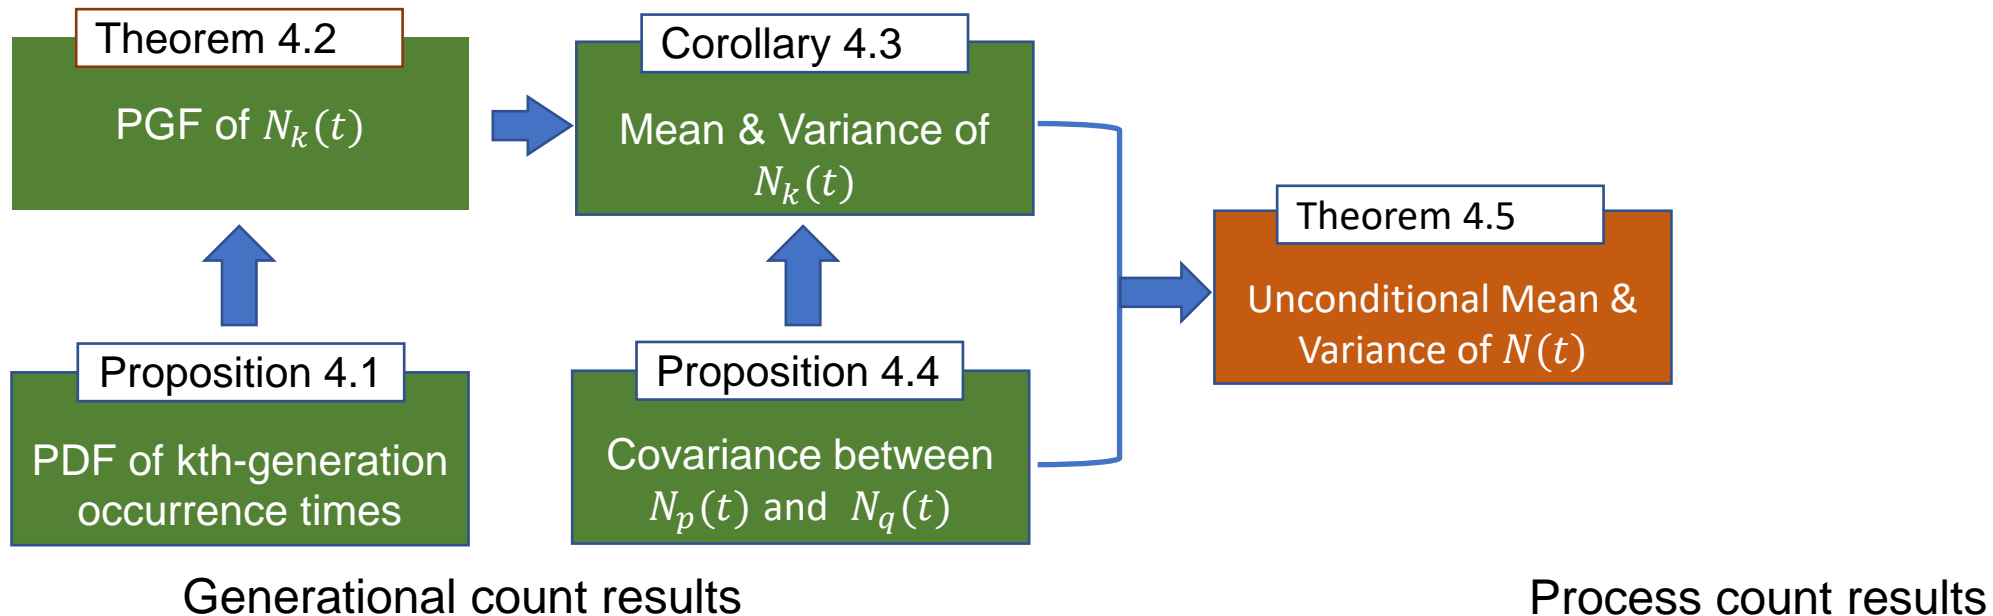 Theorem 4.2
PGF of N_k(t)
Corollary 4.3
Mean & Variance of
N_k(t)
Theorem 4.5
Unconditional Mean &
Variance of N(t)
Proposition 4.1
PDF of kth-generation
occurrence times
Proposition 4.4
Covariance between
N_p(t) and N_q(t)
Generational count results
Process count results